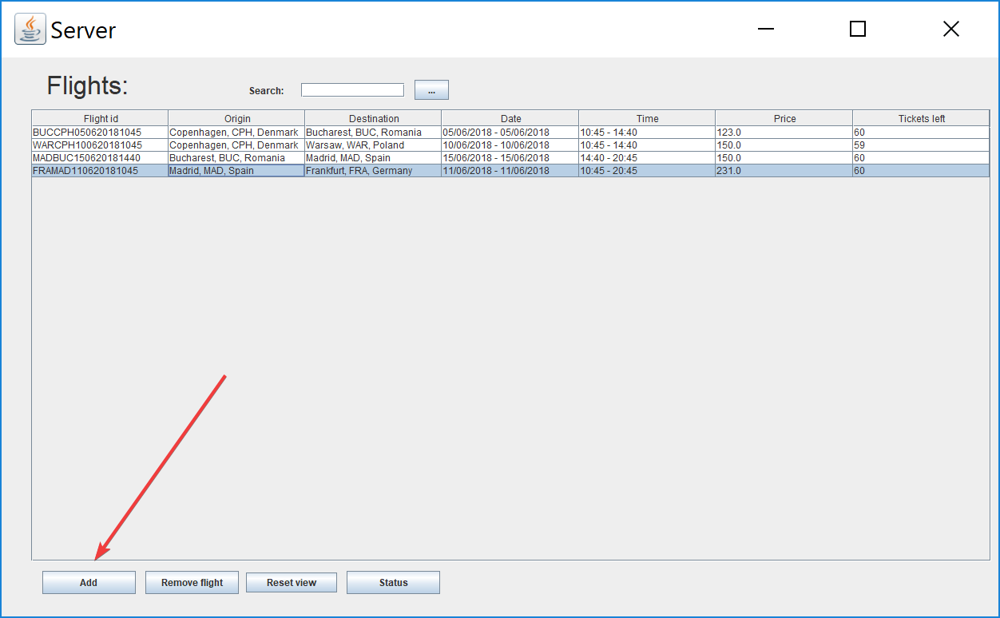 Server
Flights:
Search: ...
Flight id Origin Destination Date Time Price Tickets left
BUCCPH050620181045 Copenhagen, CPH, Denmark Bucharest, BUC, Romania 05/06/2018 - 05/06/2018 10:45 - 14:40 123.0 60
WARCPH100620181045 Copenhagen, CPH, Denmark Warsaw, WAR, Poland 10/06/2018 - 10/06/2018 10:45 - 14:40 150.0 59
MADBUC150620181440 Bucharest, BUC, Romania Madrid, MAD, Spain 15/06/2018 - 15/06/2018 14:40 - 20:45 150.0 60
FRAMAD110620181045 Madrid, MAD, Spain Frankfurt, FRA, Germany 11/06/2018 - 11/06/2018 10:45 - 20:45 231.0 60
Add Remove flight Reset view Status